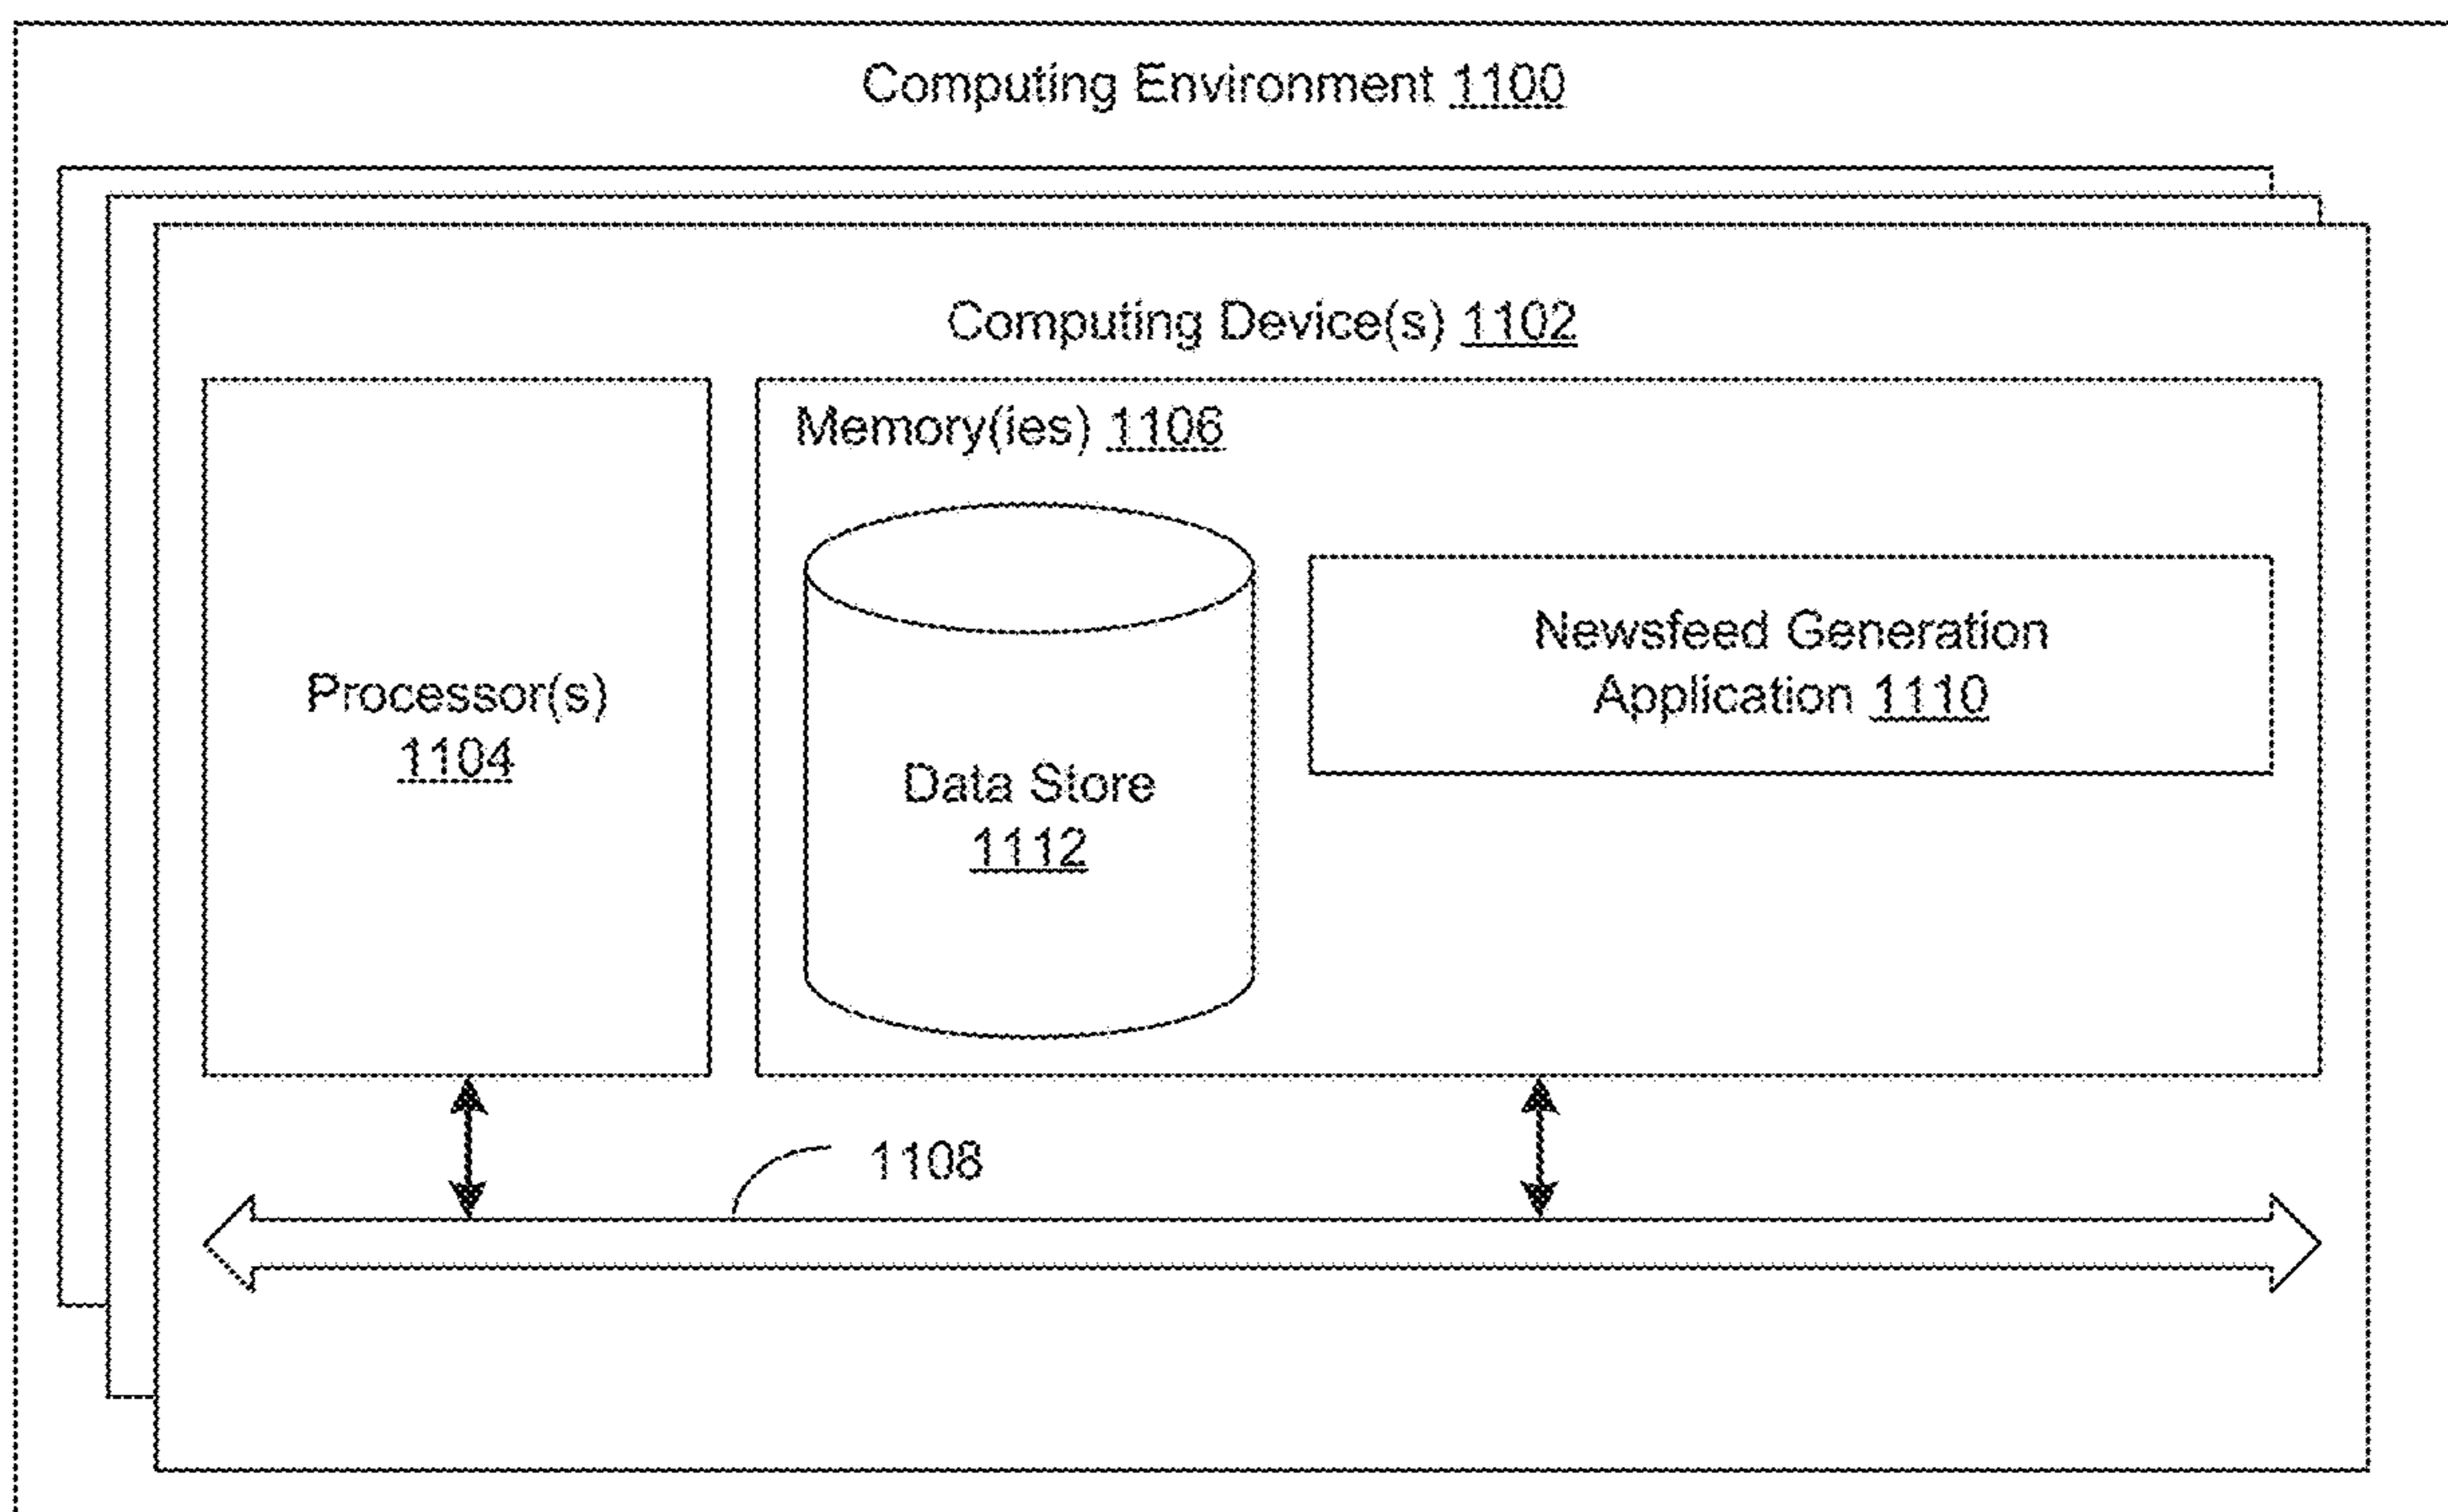 Computing Environment 1100
Computing Device(s) 1102
Memory(ies) 1106
Processor(s)
1104
Data Store
1112
Newsfeed Generation
Application 1110
1108